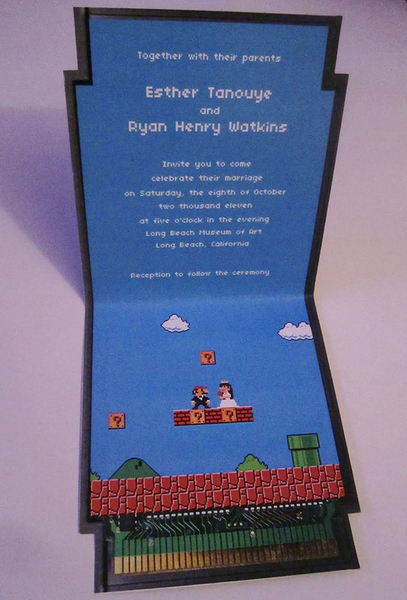 Together with their parents
Esther Tanouye
and
Ryan Henry Watkins
Invite you to come
celebrate their marriage
on Saturday, the eighth of October
two thousand eleven
at five o'clock in the evening
Long Beach Museum of Art
Long Beach, California
Reception to follow the ceremony
?
?
? ?